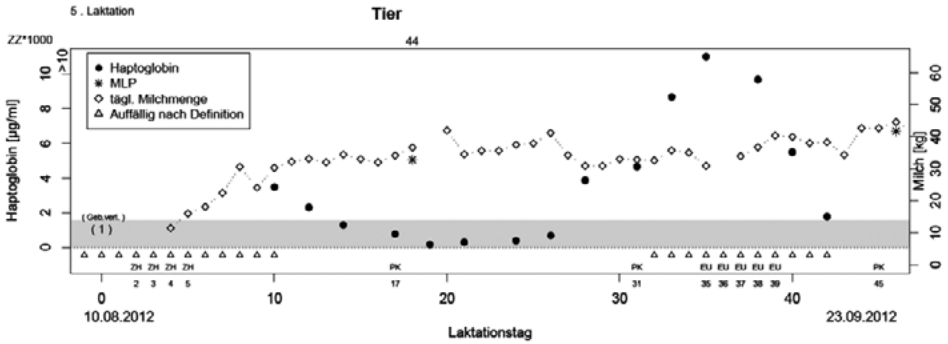 5 . Laktation
Tier
ZZ*1000
44
> 10
Haptoglobin
MLP
tägl. Milchmenge
Auffällig nach Definition
Haptoglobin [µg/ml]
10
8
6
4
2
0
Milch [kg]
60
50
40
30
20
10
0
( Geb.verl. )
( 1 )
ZH ZH ZH ZH PK PK EU EU EU EU EU PK
2 3 4 5 17 31 35 36 37 38 39 45
0 10 20 30 40
10.08.2012 23.09.2012
Laktationstag